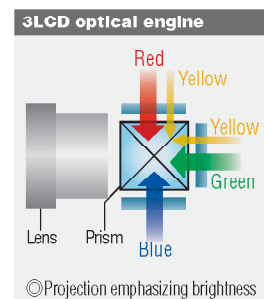 3LCD optical engine
Red
Yellow
Yellow
Green
Lens
Prism
Blue
◎Projection emphasizing brightness